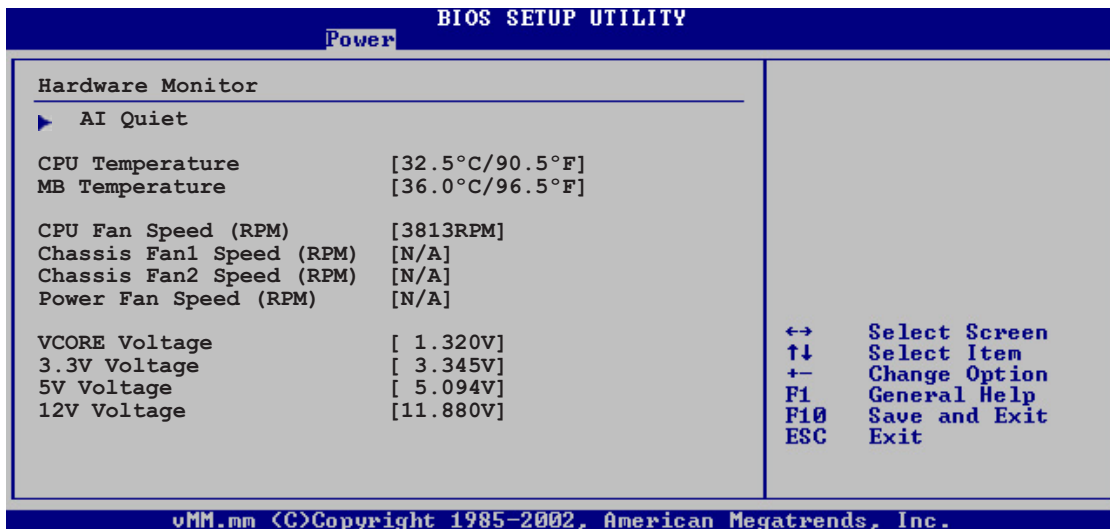 BIOS SETUP UTILITY
Power
Hardware Monitor
AI Quiet
CPU Temperature [32.5°C/90.5°F]
MB Temperature [36.0°C/96.5°F]
CPU Fan Speed (RPM) [3813RPM]
Chassis Fan1 Speed (RPM) [N/A]
Chassis Fan2 Speed (RPM) [N/A]
Power Fan Speed (RPM) [N/A]
VCORE Voltage [ 1.320V]
3.3V Voltage [ 3.345V]
5V Voltage [ 5.094V]
12V Voltage [11.880V]
←→ Select Screen
↑↓ Select Item
+- Change Option
F1 General Help
F10 Save and Exit
ESC Exit
vMM.mm (C)Copyright 1985-2002, American Megatrends, Inc.